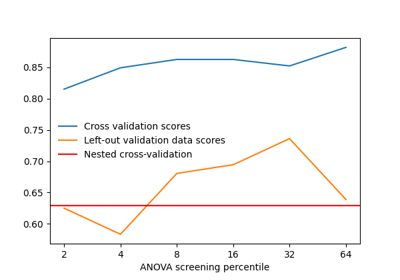 0.85
0.80
0.75
0.70
0.65
0.60
Cross validation scores
Left-out validation data scores
Nested cross-validation
2 4 8 16 32 64
ANOVA screening percentile